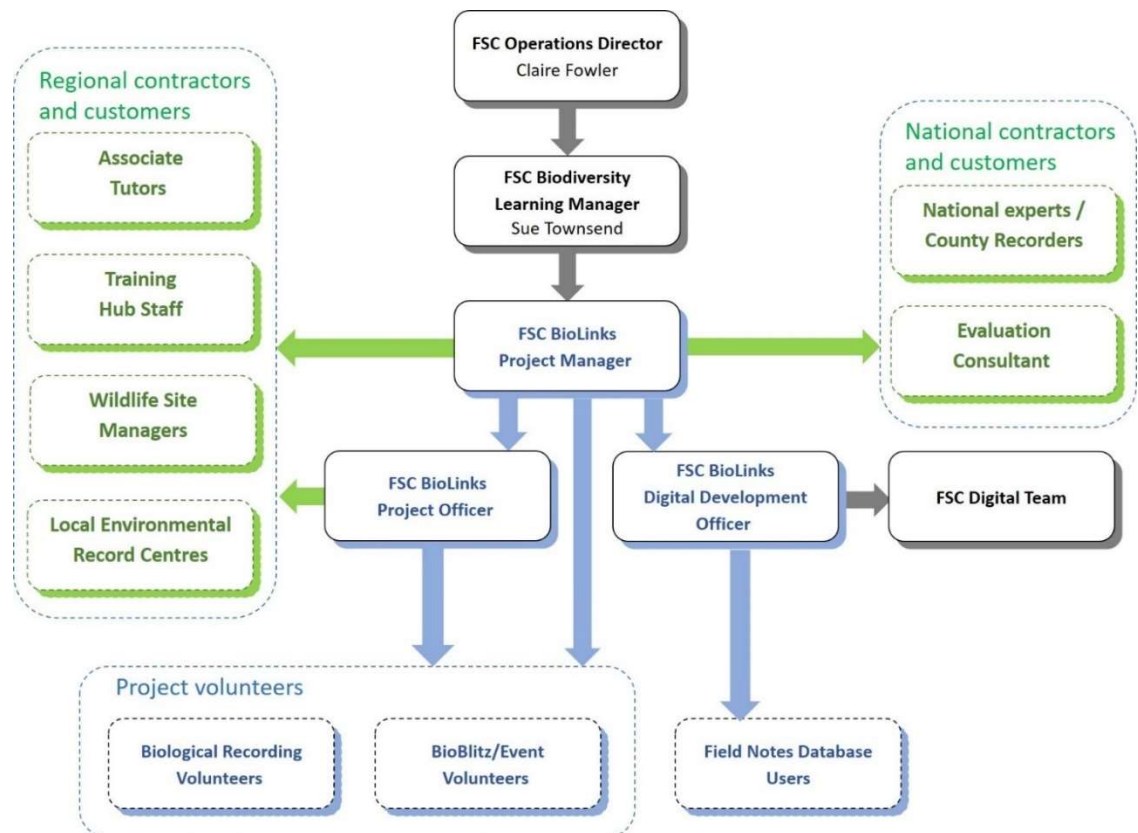 FSC Operations Director
Claire Fowler
Regional contractors
and customers
Associate
Tutors
Training
Hub Staff
Wildlife Site
Managers
Local Environmental
Record Centres
FSC Biodiversity
Learning Manager
Sue Townsend
National contractors
and customers
National experts /
County Recorders
Evaluation
Consultant
FSC BioLinks
Project Manager
FSC BioLinks
Project Officer
FSC BioLinks
Digital Development
Officer
FSC Digital Team
Project volunteers
Biological Recording
Volunteers
BioBlitz/Event
Volunteers
Field Notes Database
Users